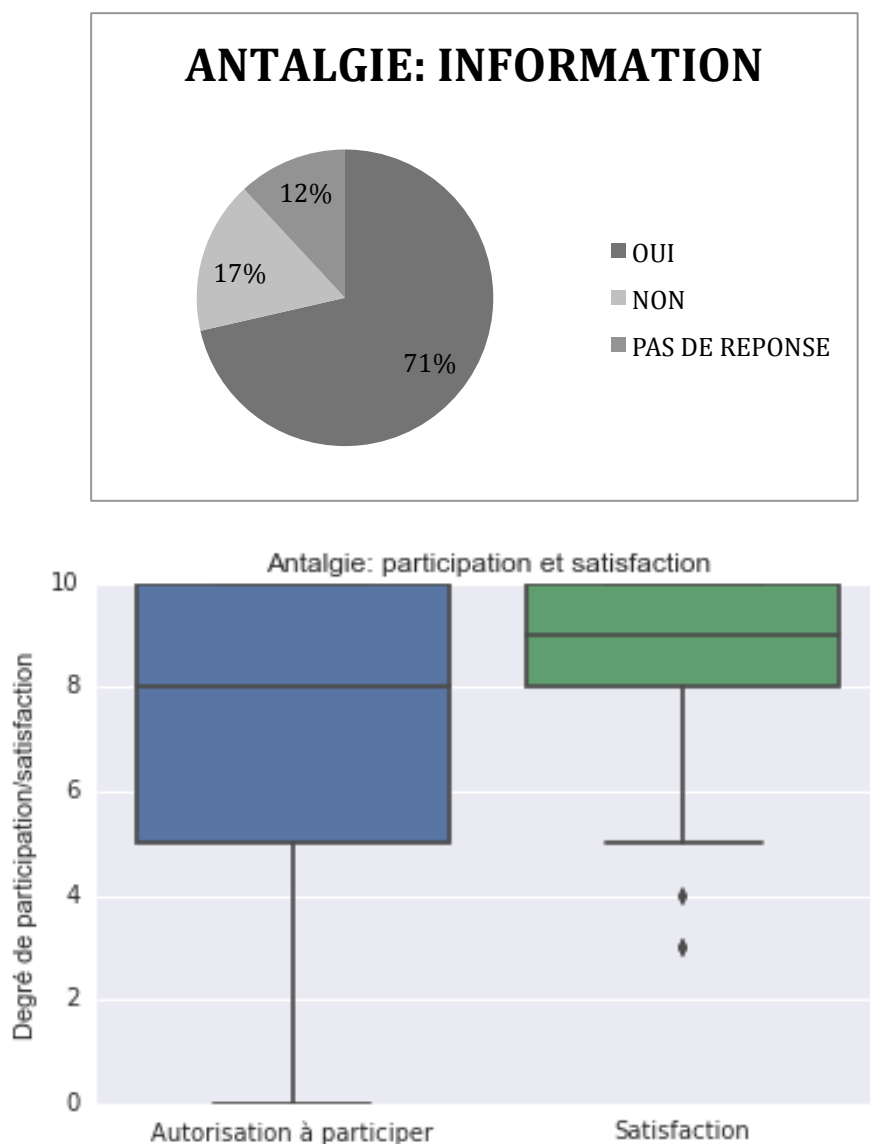 ANTALGIE: INFORMATION
12%
17%
71%
OUI
NON
PAS DE REPONSE
Antalgie: participation et satisfaction
Degré de participation/satisfaction
10
8
6
4
2
0
Autorisation à participer
Satisfaction